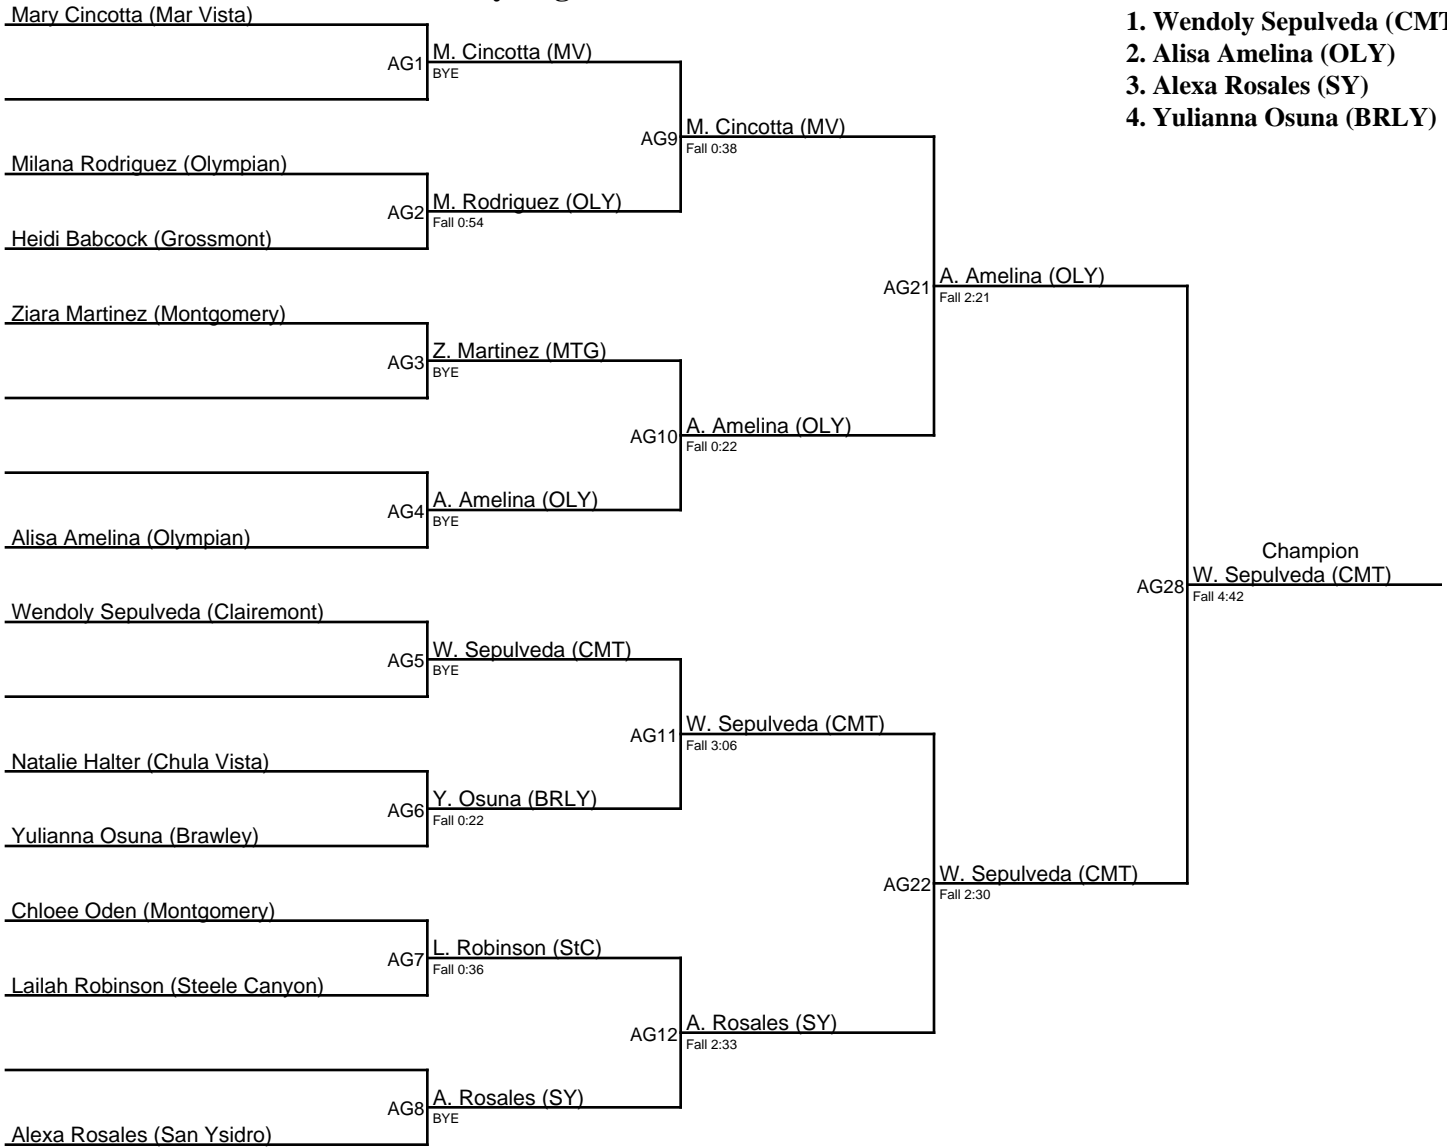 1. Wendoly Sepulveda (CMT
2. Alisa Amelina (OLY)
3. Alexa Rosales (SY)
4. Yulianna Osuna (BRLY)
Mary Cincotta (Mar Vista)
AG1
M. Cincotta (MV)
BYE
AG9
M. Cincotta (MV)
Fall 0:38
Milana Rodriguez (Olympian)
AG2
M. Rodriguez (OLY)
Fall 0:54
Heidi Babcock (Grossmont)
AG21
A. Amelina (OLY)
Fall 2:21
Ziara Martinez (Montgomery)
AG3
Z. Martinez (MTG)
BYE
AG10
A. Amelina (OLY)
Fall 0:22
AG4
A. Amelina (OLY)
BYE
Alisa Amelina (Olympian)
Champion
AG28
W. Sepulveda (CMT)
Fall 4:42
Wendoly Sepulveda (Clairemont)
AG5
W. Sepulveda (CMT)
BYE
AG11
W. Sepulveda (CMT)
Fall 3:06
Natalie Halter (Chula Vista)
AG6
Y. Osuna (BRLY)
Fall 0:22
Yulianna Osuna (Brawley)
AG22
W. Sepulveda (CMT)
Fall 2:30
Chloee Oden (Montgomery)
AG7
L. Robinson (StC)
Fall 0:36
Lailah Robinson (Steele Canyon)
AG12
A. Rosales (SY)
Fall 2:33
AG8
A. Rosales (SY)
BYE
Alexa Rosales (San Ysidro)